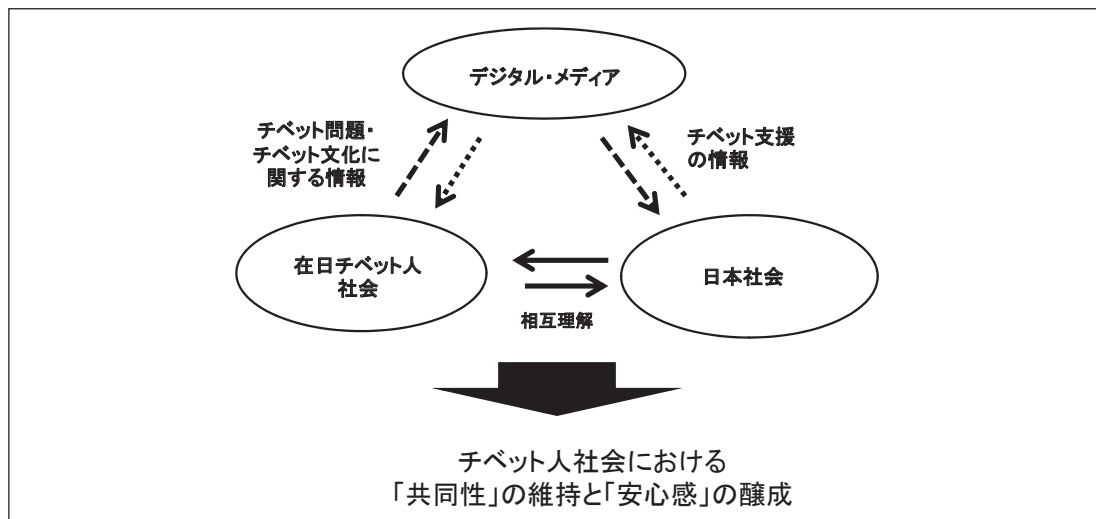 デジタル・メディア
チベット問題・
チベット文化に
関する情報
チベット支援
の情報
在日チベット人
社会
日本社会
相互理解
チベット人社会における
「共同性」の維持と「安心感」の醸成